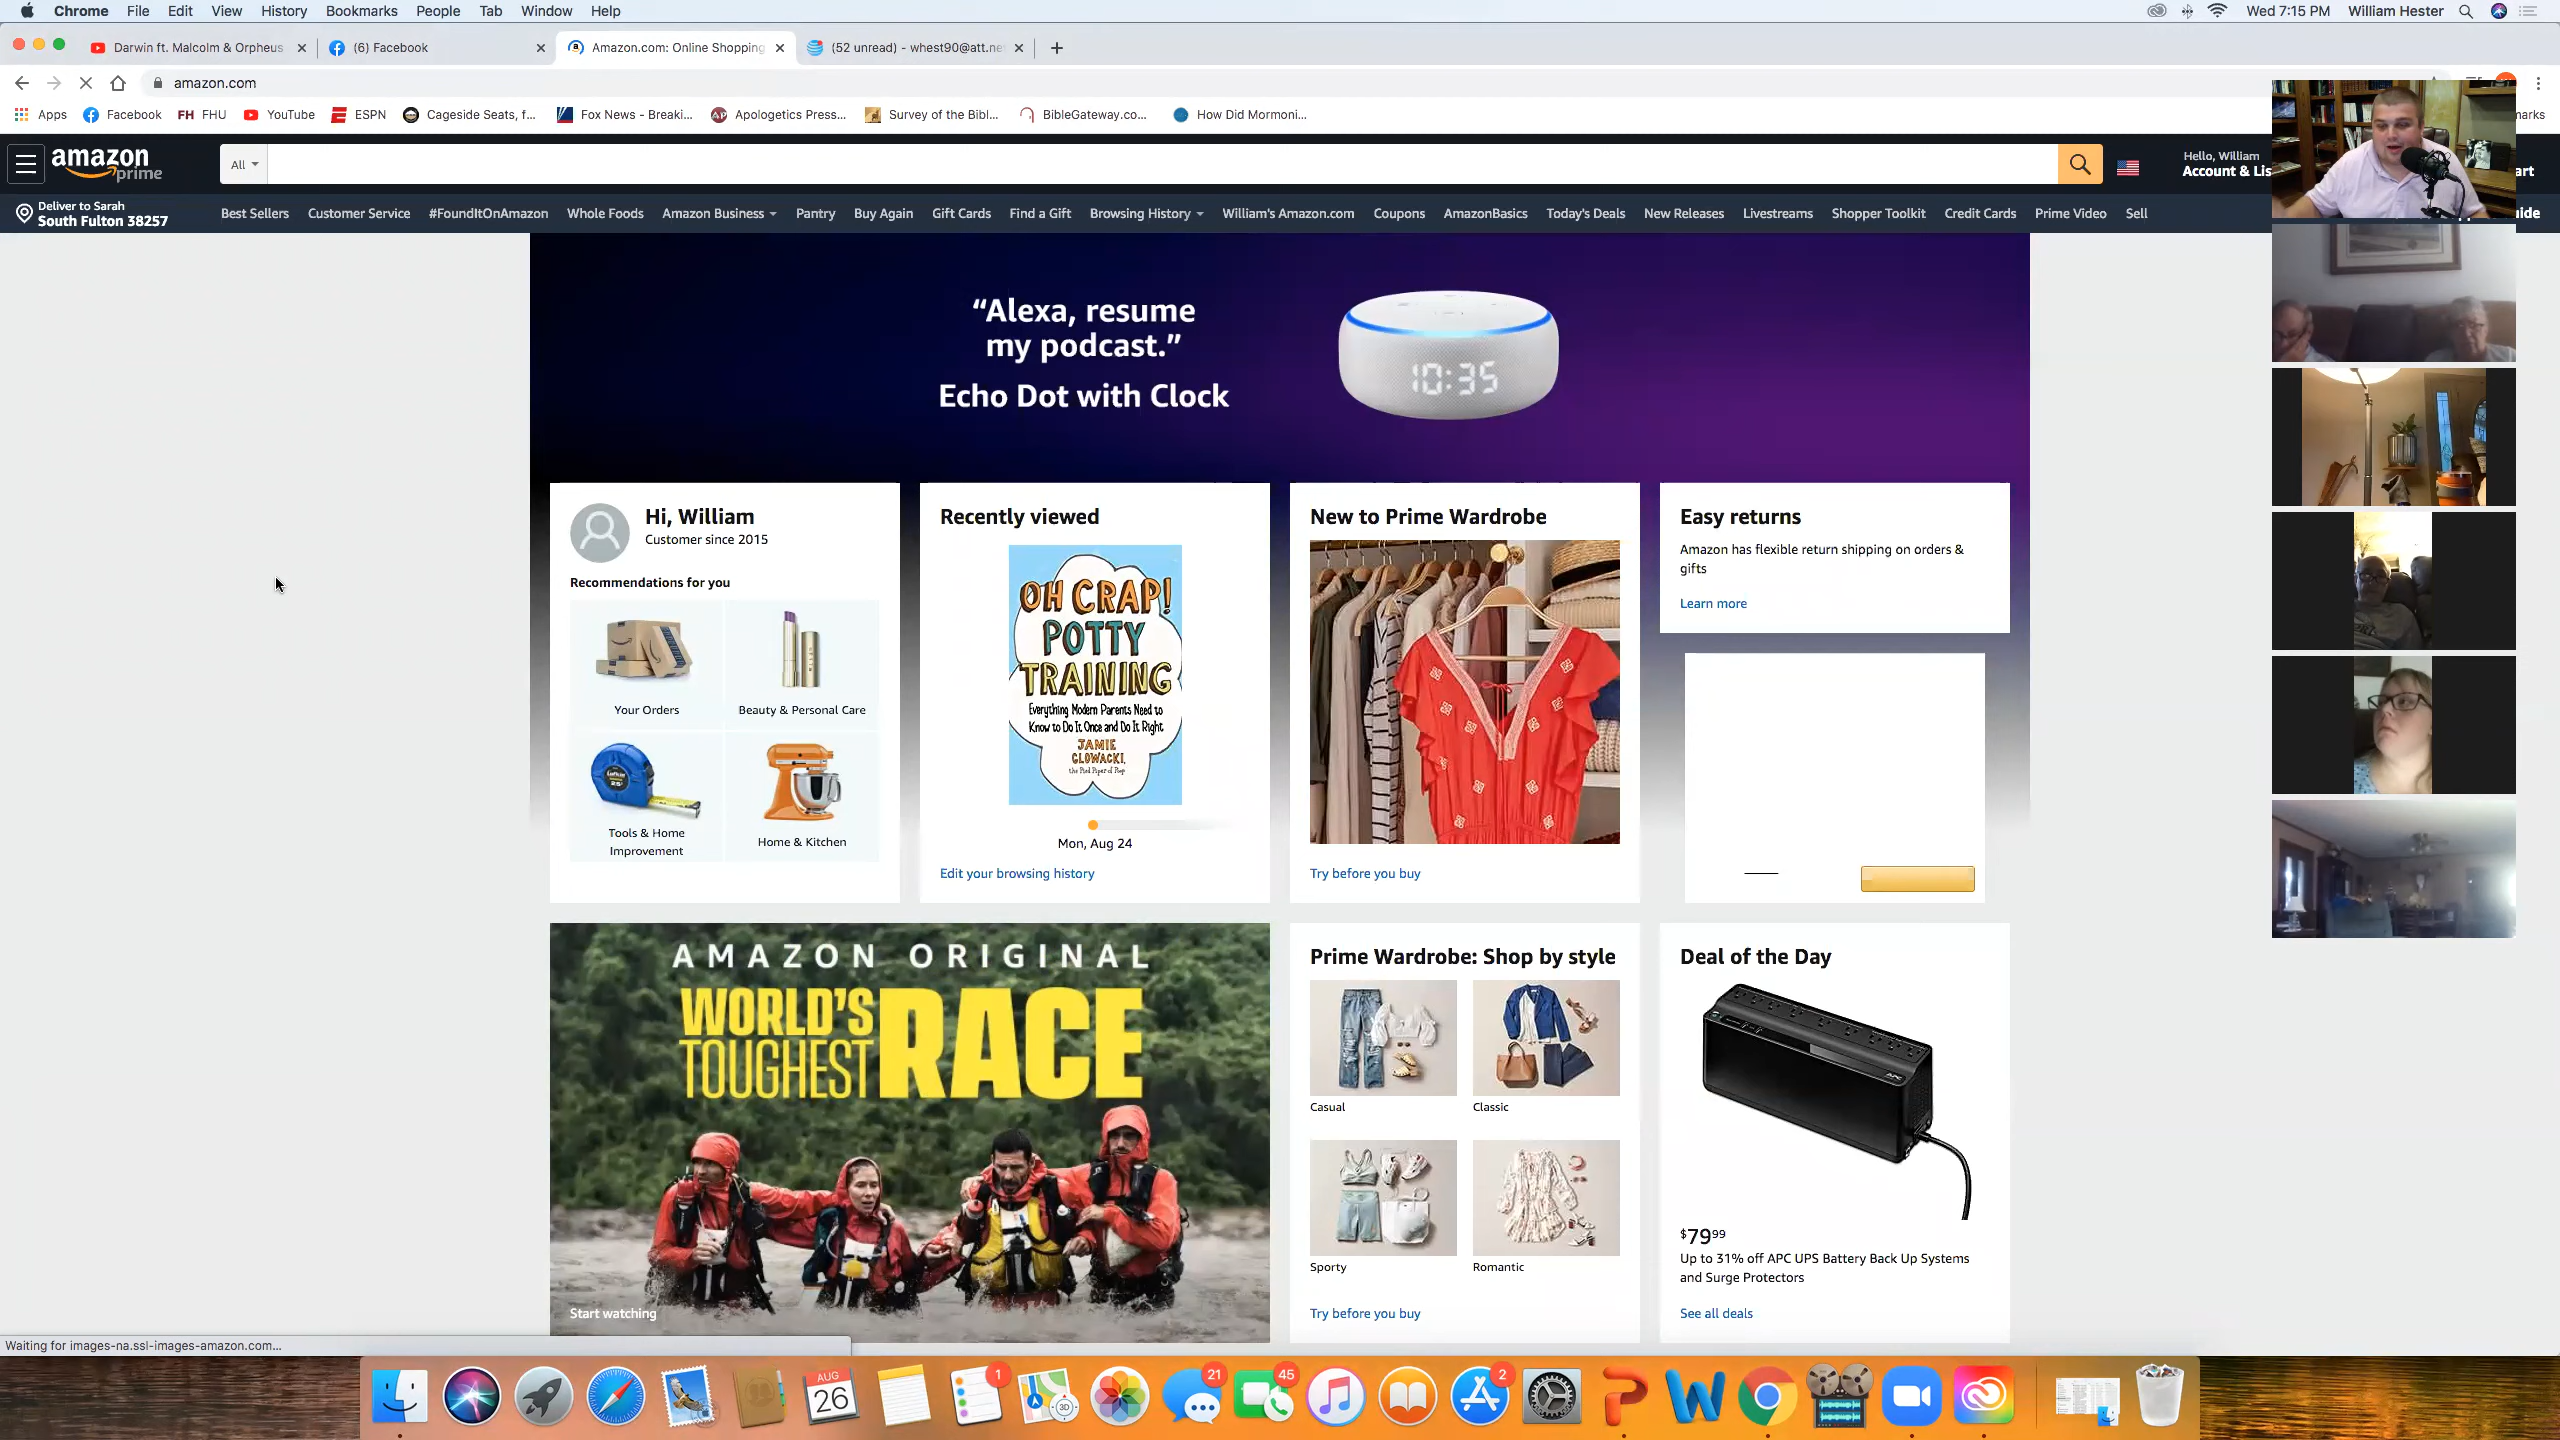 Chrome File Edit View History Bookmarks People Tab Window Help Wed 7:15 PM William Hester
Darwin ft. Malcolm & Orpheus (6) Facebook Amazon.com: Online Shopping (52 unread) - whest90@att.ne
amazon.com
Apps Facebook FH FHU YouTube ESPN Cageside Seats, f... Fox News - Breaki... Apologetics Press... Survey of the Bibl... BibleGateway.co... How Did Mormoni... marks
amazon prime All Hello, William
Account & Lis art
Deliver to Sarah
South Fulton 38257
Best Sellers Customer Service #FoundItOnAmazon Whole Foods Amazon Business Pantry Buy Again Gift Cards Find a Gift Browsing History William's Amazon.com Coupons AmazonBasics Today's Deals New Releases Livestreams Shopper Toolkit Credit Cards Prime Video Sell uide
“Alexa, resume
my podcast.”
Echo Dot with Clock
10:35
Hi, William
Customer since 2015
Recommendations for you
Your Orders Beauty & Personal Care
Tools & Home
Improvement
Home & Kitchen
Recently viewed
OH CRAP!
POTTY
TRAINING
Everything Modern Parents Need to
Know to Do It Once and Do It Right
JAMIE
GLOWACKI,
the Pied Piper of Poop
Mon, Aug 24
Edit your browsing history
New to Prime Wardrobe
Try before you buy
Easy returns
Amazon has flexible return shipping on orders &
gifts
Learn more
AMAZON ORIGINAL
WORLD'S
TOUGHEST
RACE
Start watching
Prime Wardrobe: Shop by style
Casual Classic
Sporty Romantic
Try before you buy
Deal of the Day
APC
$79 99
Up to 31% off APC UPS Battery Back Up Systems
and Surge Protectors
See all deals
Waiting for images-na.ssl-images-amazon.com...
AUG
26
1
3D
21
45
2